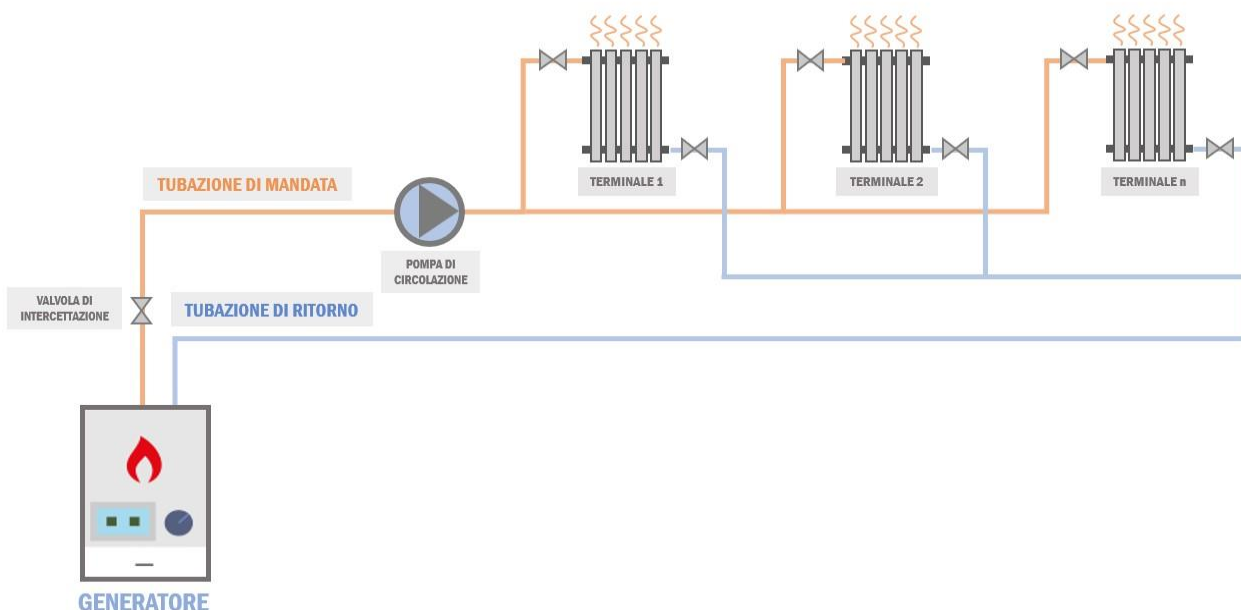 TERMINALE 1
TERMINALE 2
TERMINALE n
TUBAZIONE DI MANDATA
POMPA DI
CIRCOLAZIONE
VALVOLA DI
INTERCETTAZIONE
TUBAZIONE DI RITORNO
GENERATORE